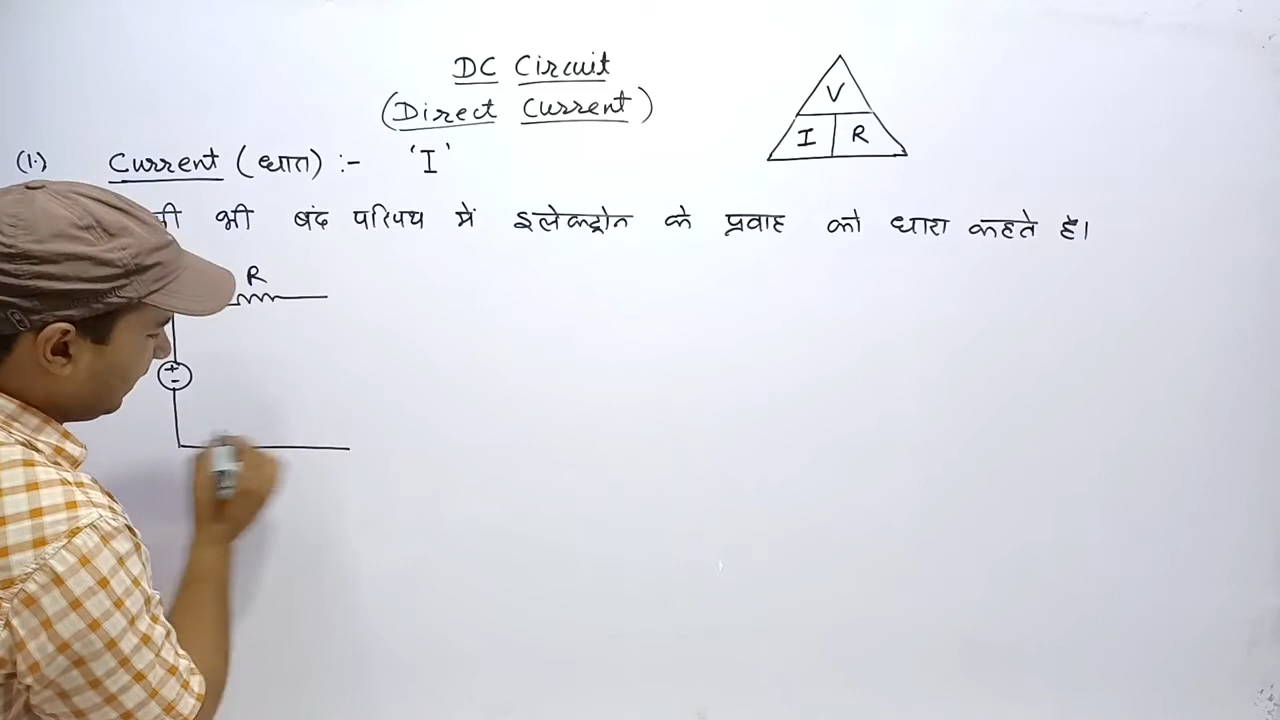 DC Circuit
(Direct Current)
V
I R
(1.) Current (धारा) :- 'I'
भी बंद परिपथ में इलेक्ट्रोन के प्रवाह को धारा कहते हैं।
R
+
-